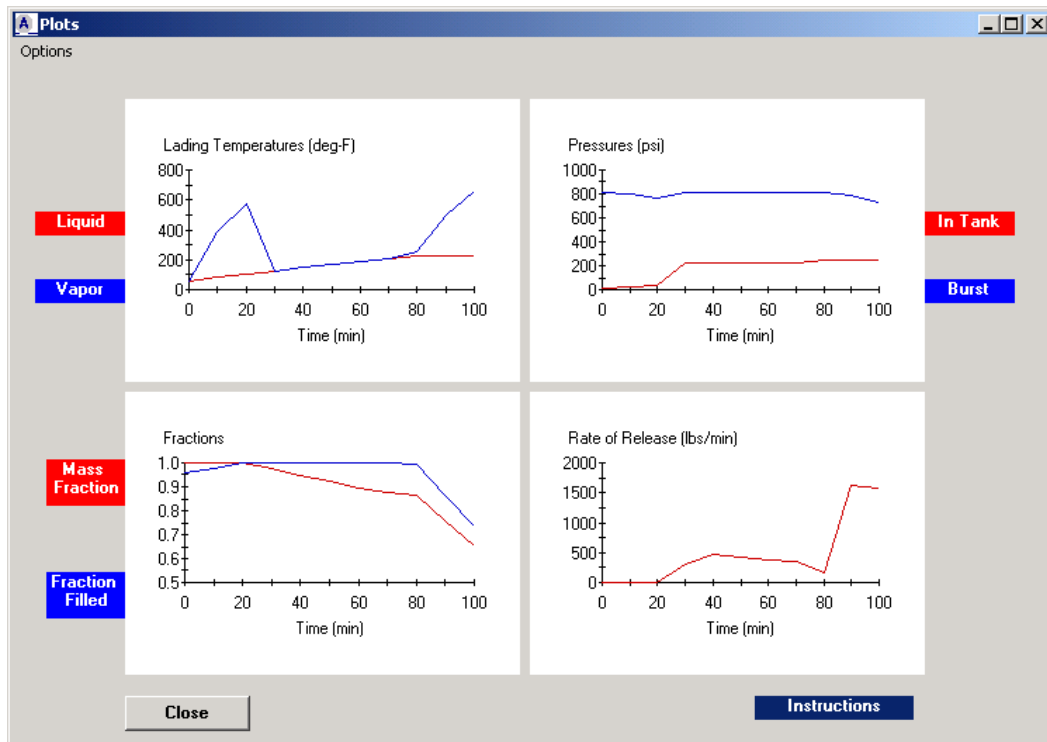 A Plots
Options
Lading Temperatures (deg-F)
800
600
400
200
0
0 20 40 60 80 100
Time (min)
Liquid
Vapor
Pressures (psi)
1000
800
600
400
200
0
0 20 40 60 80 100
Time (min)
In Tank
Burst
Fractions
1.0
0.9
0.8
0.7
0.6
0.5
0 20 40 60 80 100
Time (min)
Mass
Fraction
Fraction
Filled
Rate of Release (lbs/min)
2000
1500
1000
500
0
0 20 40 60 80 100
Time (min)
Close
Instructions